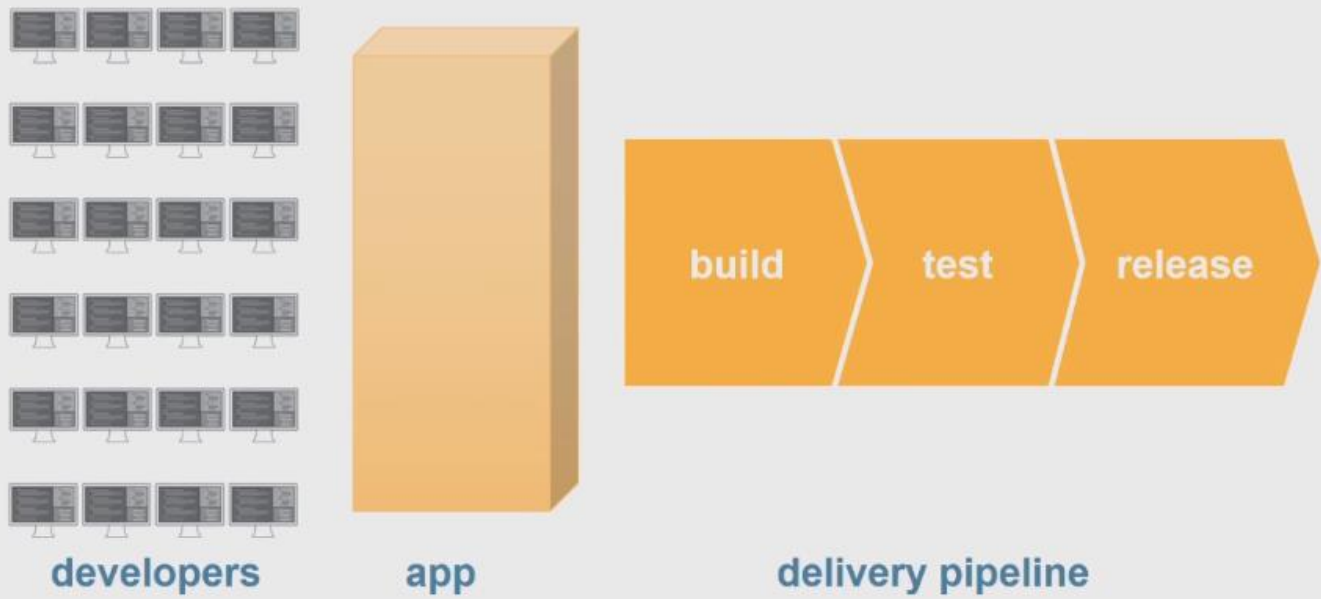 build
test
release
developers
app
delivery pipeline